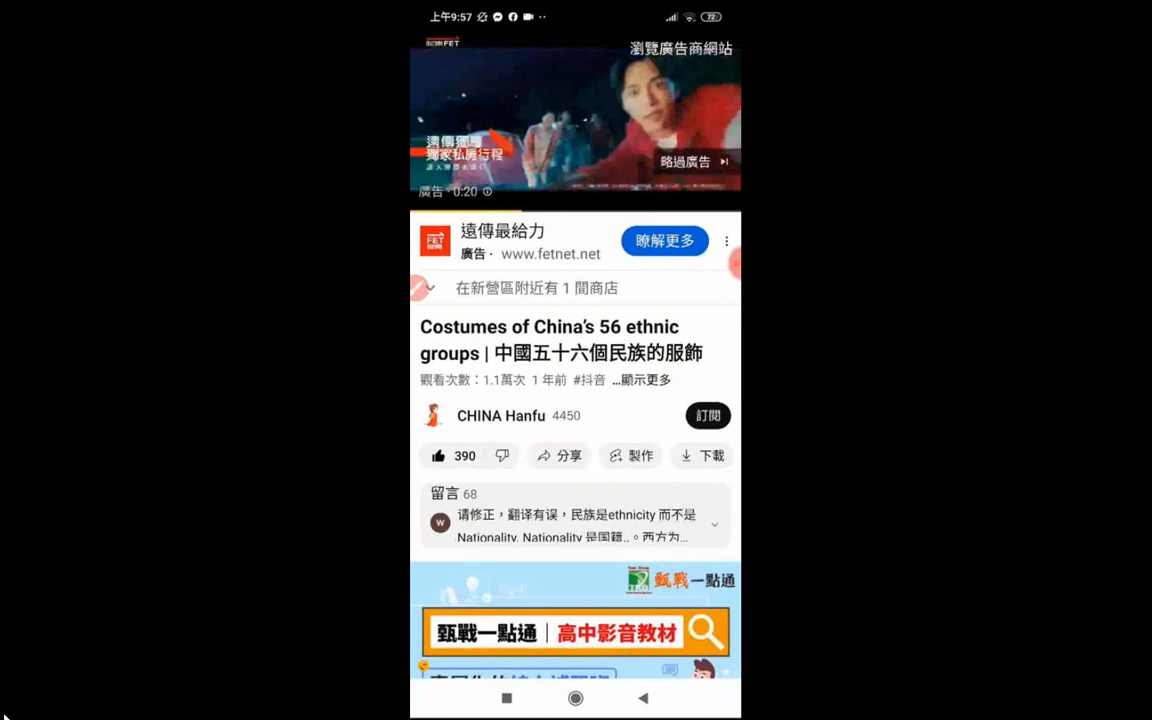 上午9:57
72
遠傳FET
瀏覽廣告商網站
獨家私房行程
略過廣告
廣告 · 0:20
FET
遠傳最給力
廣告 · www.fetnet.net
瞭解更多
在新營區附近有 1 間商店
Costumes of China's 56 ethnic
groups | 中國五十六個民族的服飾
觀看次數：1.1萬次 1 年前 #抖音 ...顯示更多
CHINA Hanfu 4450
訂閱
390
分享
製作
下載
留言 68
W
请修正，翻译有误，民族是ethnicity 而不是
Nationality. Nationality 是国籍..。西方为...
甄戰一點通
甄戰一點通｜高中影音教材